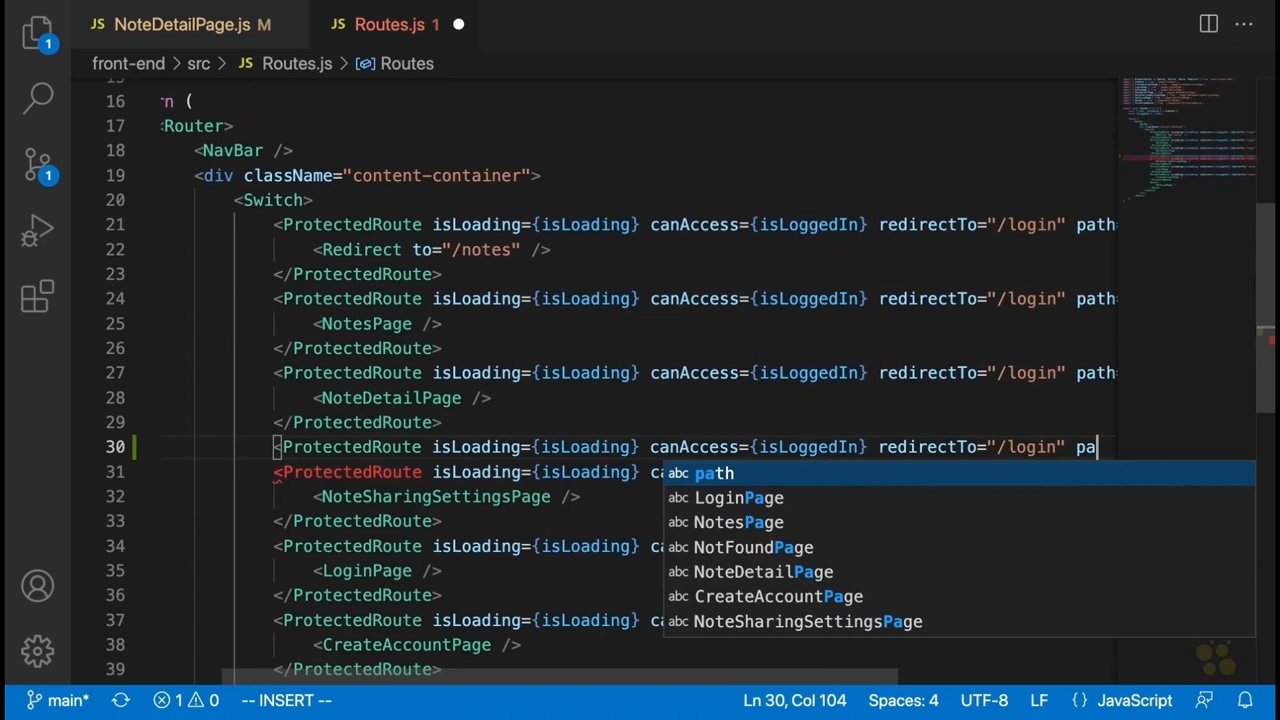 JS NoteDetailPage.js M JS Routes.js 1
front-end > src > JS Routes.js > Routes
16 rn (
17 :Router>
18 <NavBar />
19 <div className="content-container">
20 <Switch>
21 <ProtectedRoute isLoading={isLoading} canAccess={isLoggedIn} redirectTo="/login" path=
22 <Redirect to="/notes" />
23 </ProtectedRoute>
24 <ProtectedRoute isLoading={isLoading} canAccess={isLoggedIn} redirectTo="/login" path=
25 <NotesPage />
26 </ProtectedRoute>
27 <ProtectedRoute isLoading={isLoading} canAccess={isLoggedIn} redirectTo="/login" path=
28 <NoteDetailPage />
29 </ProtectedRoute>
30 <ProtectedRoute isLoading={isLoading} canAccess={isLoggedIn} redirectTo="/login" pa
31 <ProtectedRoute isLoading={isLoading} ca
abc path
32 <NoteSharingSettingsPage />
abc LoginPage
33 </ProtectedRoute>
abc NotesPage
34 <ProtectedRoute isLoading={isLoading} ca
abc NotFoundPage
35 <LoginPage />
abc NoteDetailPage
36 </ProtectedRoute>
abc CreateAccountPage
37 <ProtectedRoute isLoading={isLoading} ca
abc NoteSharingSettingsPage
38 <CreateAccountPage />
39 </ProtectedRoute>
main* 1 0 -- INSERT -- Ln 30, Col 104 Spaces: 4 UTF-8 LF {} JavaScript